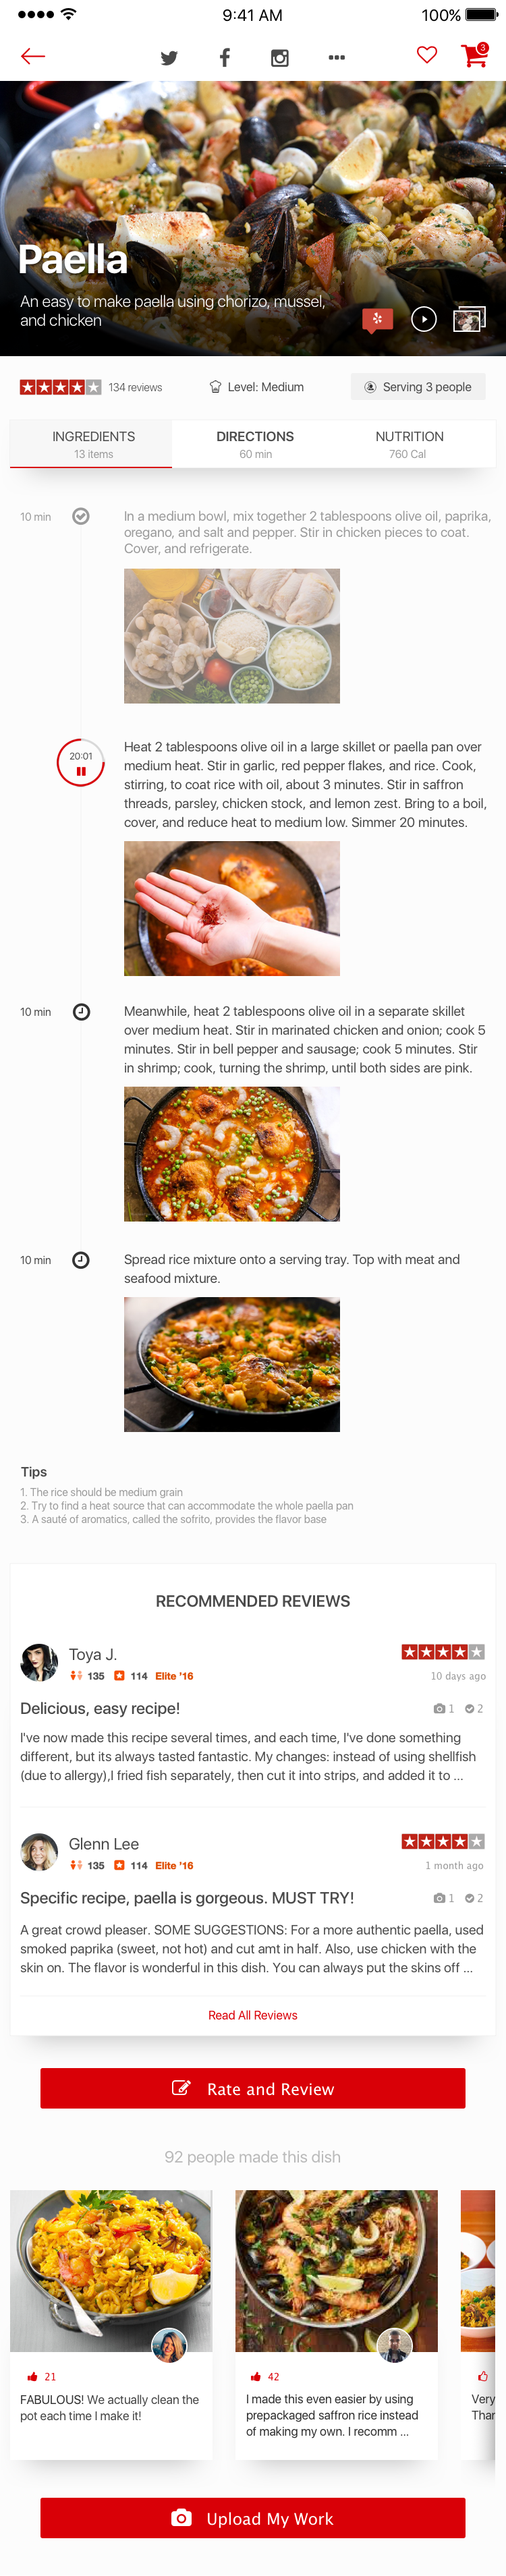 9:41 AM
100%
3
Paella
An easy to make paella using chorizo, mussel,
and chicken
134 reviews
Level: Medium
Serving 3 people
INGREDIENTS
13 items
DIRECTIONS
60 min
NUTRITION
760 Cal
10 min
In a medium bowl, mix together 2 tablespoons olive oil, paprika,
oregano, and salt and pepper. Stir in chicken pieces to coat.
Cover, and refrigerate.
20:01
Heat 2 tablespoons olive oil in a large skillet or paella pan over
medium heat. Stir in garlic, red pepper flakes, and rice. Cook,
stirring, to coat rice with oil, about 3 minutes. Stir in saffron
threads, parsley, chicken stock, and lemon zest. Bring to a boil,
cover, and reduce heat to medium low. Simmer 20 minutes.
10 min
Meanwhile, heat 2 tablespoons olive oil in a separate skillet
over medium heat. Stir in marinated chicken and onion; cook 5
minutes. Stir in bell pepper and sausage; cook 5 minutes. Stir
in shrimp; cook, turning the shrimp, until both sides are pink.
10 min
Spread rice mixture onto a serving tray. Top with meat and
seafood mixture.
Tips
1. The rice should be medium grain
2. Try to find a heat source that can accommodate the whole paella pan
3. A sauté of aromatics, called the sofrito, provides the flavor base
RECOMMENDED REVIEWS
Toya J.
135 114 Elite '16
10 days ago
Delicious, easy recipe!
1 2
I've now made this recipe several times, and each time, I've done something
different, but its always tasted fantastic. My changes: instead of using shellfish
(due to allergy),I fried fish separately, then cut it into strips, and added it to ...
Glenn Lee
135 114 Elite '16
1 month ago
Specific recipe, paella is gorgeous. MUST TRY!
1 2
A great crowd pleaser. SOME SUGGESTIONS: For a more authentic paella, used
smoked paprika (sweet, not hot) and cut amt in half. Also, use chicken with the
skin on. The flavor is wonderful in this dish. You can always put the skins off ...
Read All Reviews
Rate and Review
92 people made this dish
21
FABULOUS! We actually clean the
pot each time I make it!
42
I made this even easier by using
prepackaged saffron rice instead
of making my own. I recomm ...
Very
Thar
Upload My Work